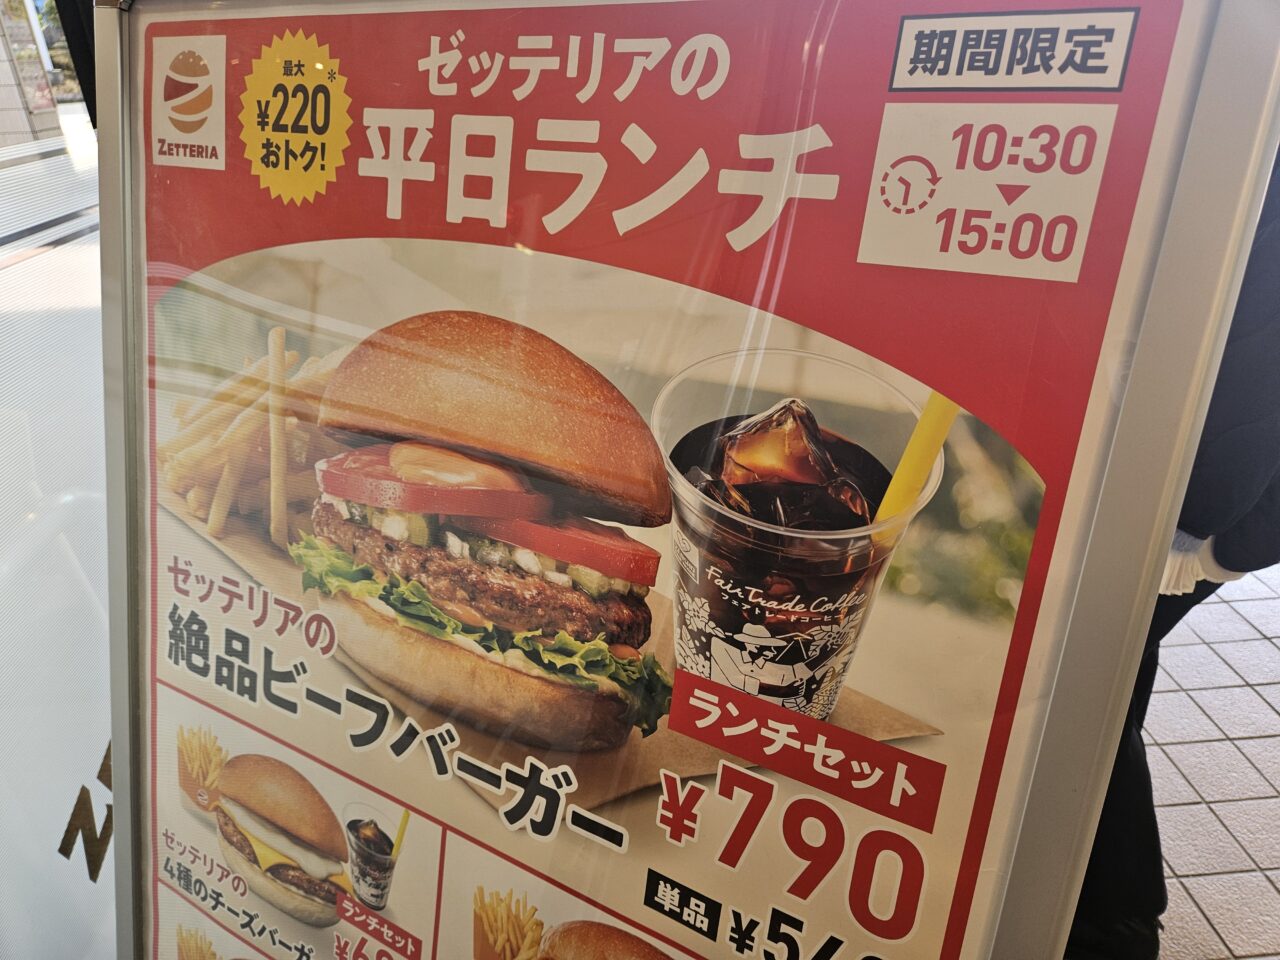 ZETTERIA
最大
¥220*
おトク!
ゼッテリアの
平日ランチ
期間限定
10:30
15:00
Fair Trade Coffee
フェアトレードコーヒー
ゼッテリアの
絶品ビーフバーガー
ランチセット
¥790
単品
ゼッテリアの
4種のチーズバーガ
ランチセット